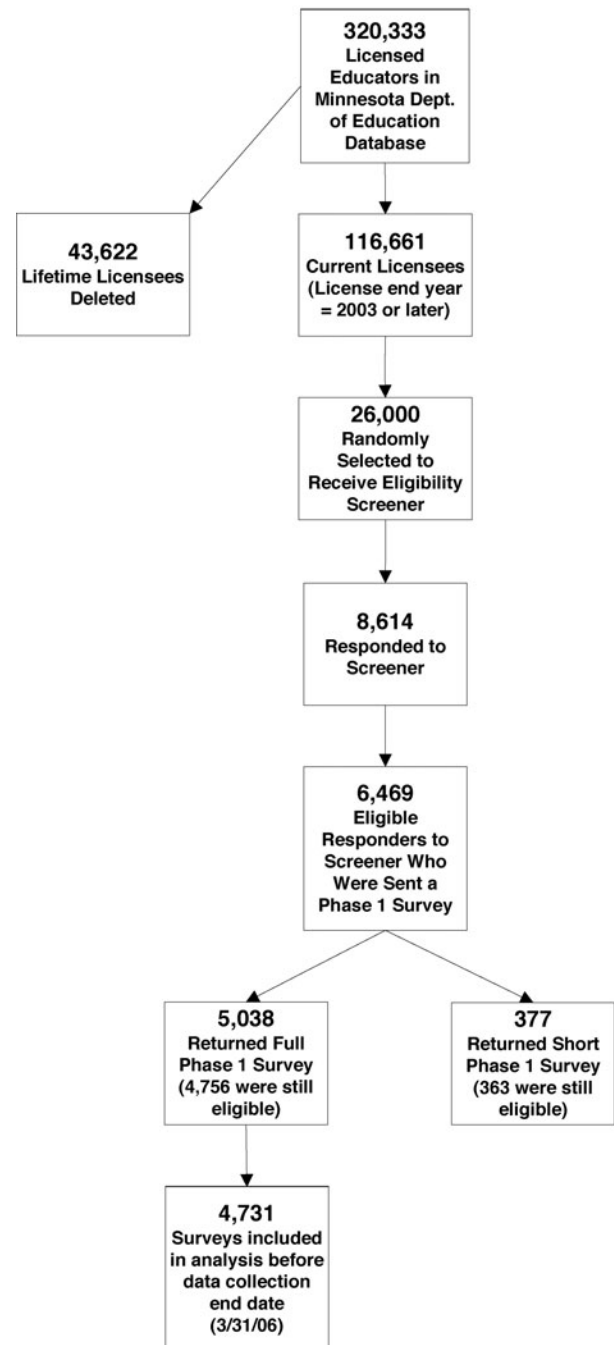 320,333
Licensed
Educators in
Minnesota Dept.
of Education
Database
43,622
Lifetime Licensees
Deleted
116,661
Current Licensees
(License end year
= 2003 or later)
26,000
Randomly
Selected to
Receive Eligibility
Screener
8,614
Responded to
Screener
6,469
Eligible
Responders to
Screener Who
Were Sent a
Phase 1 Survey
5,038
Returned Full
Phase 1 Survey
(4,756 were still
eligible)
377
Returned Short
Phase 1 Survey
(363 were still
eligible)
4,731
Surveys included
in analysis before
data collection
end date
(3/31/06)